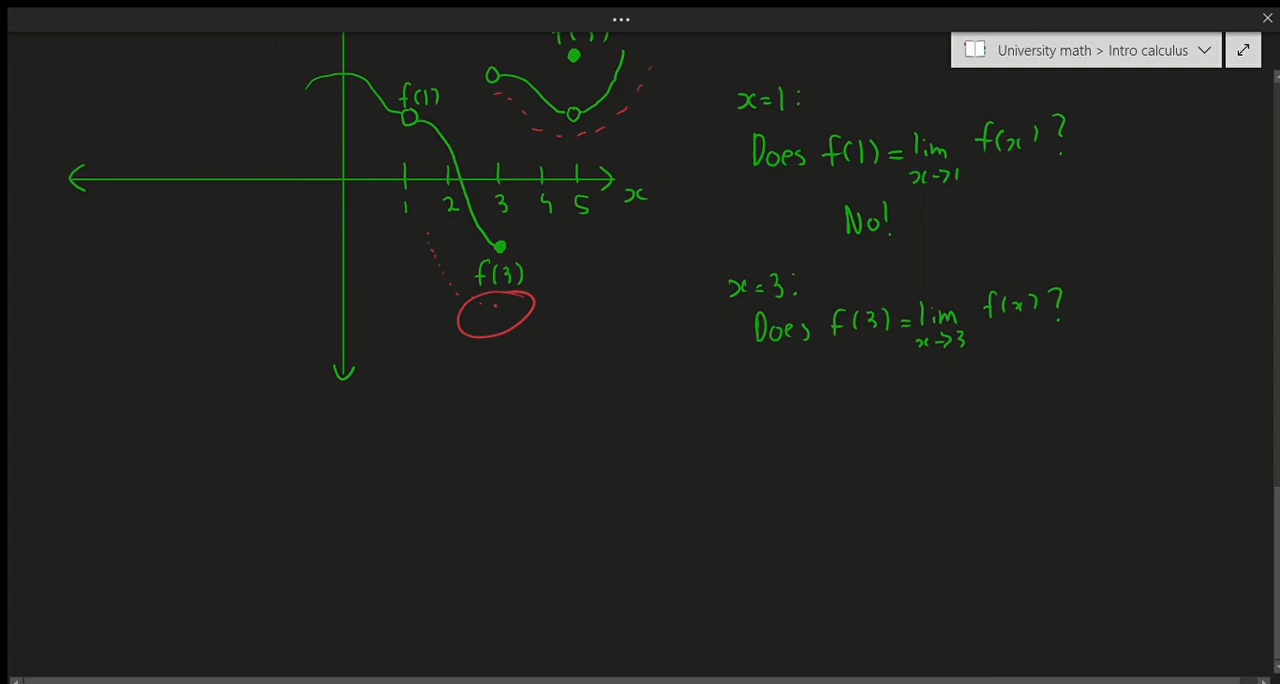 University math > Intro calculus
f(1)
x=1:
Does f(1) = lim x→1 f(x)?
1 2 3 4 5 x
No!
f(3)
x=3:
Does f(3) = lim x→3 f(x)?